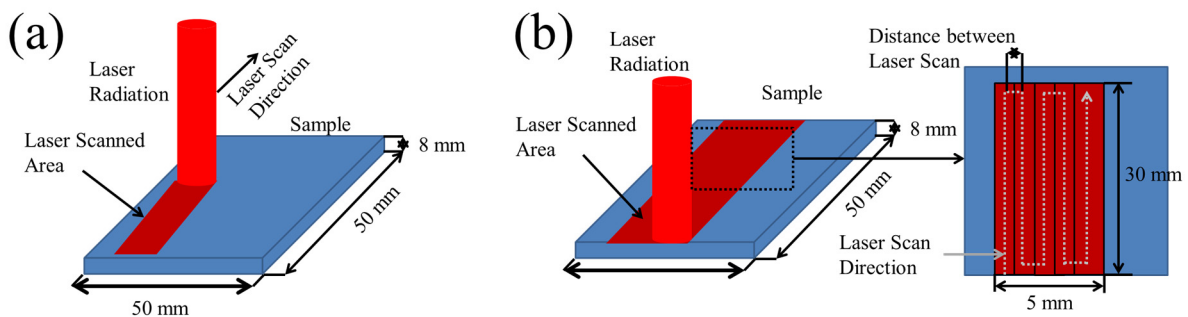 (a)
Laser
Radiation
Laser Scan
Direction
Sample
Laser Scanned
Area
8 mm
50 mm
50 mm
(b)
Laser
Radiation
Sample
Laser Scanned
Area
8 mm
50 mm
Distance between
Laser Scan
30 mm
Laser Scan
Direction
5 mm